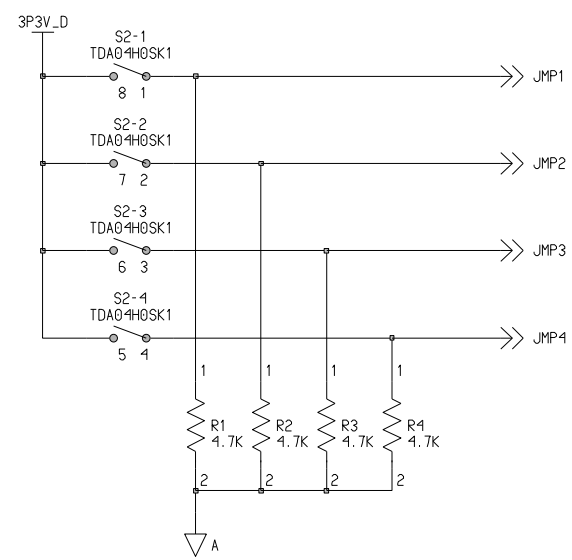 3P3V_D
S2-1
TDA04H0SK1
8 1
JMP1
S2-2
TDA04H0SK1
7 2
JMP2
S2-3
TDA04H0SK1
6 3
JMP3
S2-4
TDA04H0SK1
5 4
JMP4
1 1 1 1
R1 R2 R3 R4
4.7K 4.7K 4.7K 4.7K
2 2 2 2
A